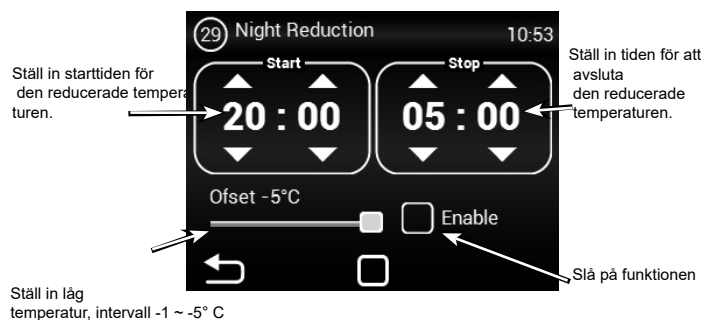 29 Night Reduction 10:53
Start
Stop
20 : 00
05 : 00
Ofset -5°C
Enable
Ställ in starttiden för
den reducerade tempera
turen.
Ställ in tiden för att
avsluta
den reducerade
temperaturen.
Ställ in låg
temperatur, intervall -1 ~ -5° C
Slå på funktionen